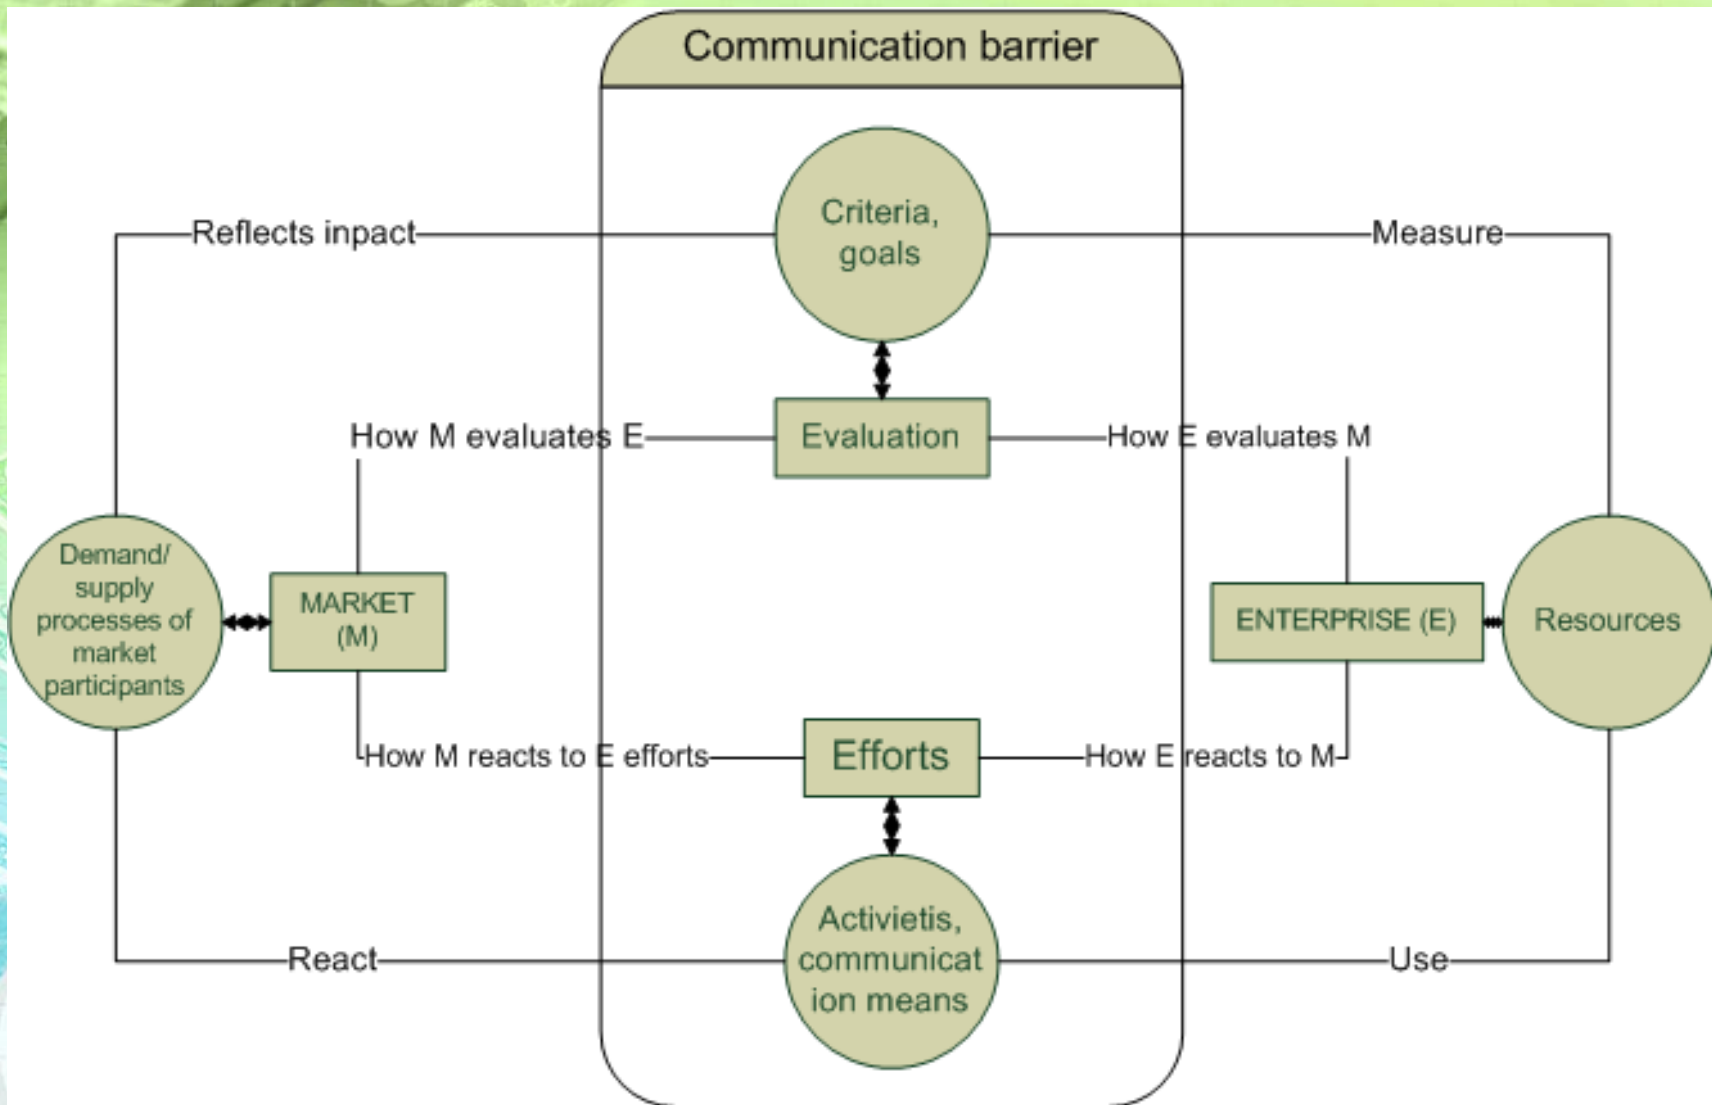 Communication barrier
Criteria,
goals
Reflects inpact
Measure
How M evaluates E
Evaluation
How E evaluates M
Demand/
supply
processes of
market
participants
MARKET
(M)
ENTERPRISE (E)
Resources
How M reacts to E efforts
Efforts
How E reacts to M
Activietis,
communicat
ion means
React
Use